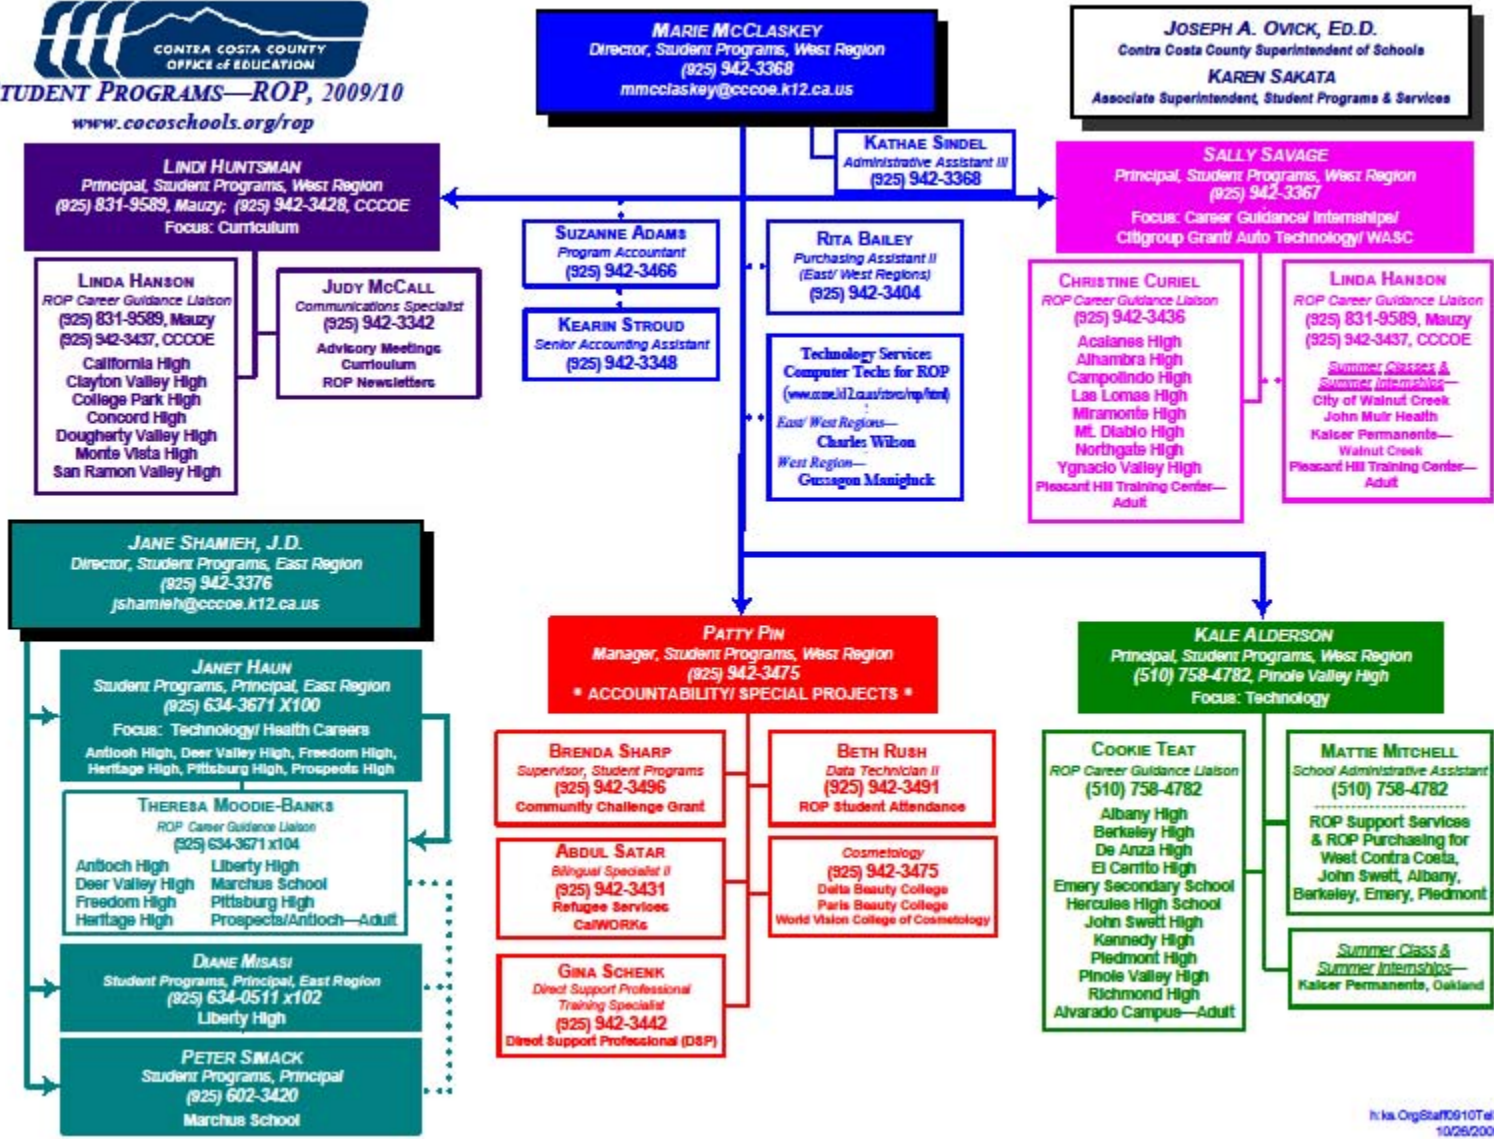 CONTRA COSTA COUNTY
OFFICE of EDUCATION
TUDENT PROGRAMS—ROP, 2009/10
www.cocoschools.org/rop
MARIE MCCLASKEY
Director, Student Programs, West Region
(925) 942-3368
mmcclaskey@cccoe.k12.ca.us
JOSEPH A. OVICK, ED.D.
Contra Costa County Superintendent of Schools
KAREN SAKATA
Associate Superintendent, Student Programs & Services
KATHAE SINDEL
Administrative Assistant III
(925) 942-3368
LINDI HUNTSMAN
Principal, Student Programs, West Region
(925) 831-9589, Mauzy; (925) 942-3428, CCCOE
Focus: Curriculum
LINDA HANSON
ROP Career Guidance Liaison
(925) 831-9589, Mauzy
(925) 942-3437, CCCOE
California High
Clayton Valley High
College Park High
Concord High
Dougherty Valley High
Monte Vista High
San Ramon Valley High
JUDY MCCALL
Communications Specialist
(925) 942-3342
Advisory Meetings
Curriculum
ROP Newsletters
SUZANNE ADAMS
Program Accountant
(925) 942-3466
KEARIN STROUD
Senior Accounting Assistant
(925) 942-3348
RITA BAILEY
Purchasing Assistant II
(East/ West Regions)
(925) 942-3404
Technology Services
Computer Techs for ROP
East/ West Regions—
Charles Wilson
West Region—
SALLY SAVAGE
Principal, Student Programs, West Region
(925) 942-3367
Focus: Career Guidance/ Internships/
Citigroup Grant/ Auto Technology/ WASC
CHRISTINE CURIEL
ROP Career Guidance Liaison
(925) 942-3436
Acalanes High
Alhambra High
Campolindo High
Las Lomas High
Miramonte High
Mt. Diablo High
Northgate High
Ygnacio Valley High
Pleasant Hill Training Center—
Adult
LINDA HANSON
ROP Career Guidance Liaison
(925) 831-9589, Mauzy
(925) 942-3437, CCCOE
Summer Classes &
Summer Internships—
City of Walnut Creek
John Muir Health
Kaiser Permanente—
Walnut Creek
Pleasant Hill Training Center—
Adult
JANE SHAMIEH, J.D.
Director, Student Programs, East Region
(925) 942-3376
jshamieh@cccoe.k12.ca.us
JANET HAUN
Student Programs, Principal, East Region
(925) 634-3671 X100
Focus: Technology/ Health Careers
Antioch High, Deer Valley High, Freedom High,
Heritage High, Pittsburg High, Prospects High
THERESA MOODIE-BANKS
ROP Career Guidance Liaison
(925) 634-3671 x104
Antioch High Liberty High
Deer Valley High Marchus School
Freedom High Pittsburg High
Heritage High Prospects/Antioch—Adult
DIANE MISASI
Student Programs, Principal, East Region
(925) 634-0511 x102
Liberty High
PETER SIMACK
Student Programs, Principal
(925) 602-3420
Marchus School
PATTY PIN
Manager, Student Programs, West Region
(925) 942-3475
* ACCOUNTABILITY/ SPECIAL PROJECTS *
BRENDA SHARP
Supervisor, Student Programs
(925) 942-3496
Community Challenge Grant
BETH RUSH
Data Technician II
(925) 942-3491
ROP Student Attendance
ABDUL SATAR
Bilingual Specialist II
(925) 942-3431
Refugee Services
CalWORKs
Cosmetology
(925) 942-3475
Delta Beauty College
Paris Beauty College
World Vision College of Cosmetology
GINA SCHENK
Direct Support Professional
Training Specialist
(925) 942-3442
Direct Support Professional (DSP)
KALE ALDERSON
Principal, Student Programs, West Region
(510) 758-4782, Pinole Valley High
Focus: Technology
COOKIE TEAT
ROP Career Guidance Liaison
(510) 758-4782
Albany High
Berkeley High
De Anza High
El Cerrito High
Emery Secondary School
Hercules High School
John Swett High
Kennedy High
Piedmont High
Pinole Valley High
Richmond High
Alvarado Campus—Adult
MATTIE MITCHELL
School Administrative Assistant
(510) 758-4782
ROP Support Services
& ROP Purchasing for
West Contra Costa,
John Swett, Albany,
Berkeley, Emery, Piedmont
Summer Class &
Summer Internships—
Kaiser Permanente, Oakland
h:ks.OrgStaff0910Tel
10/26/200